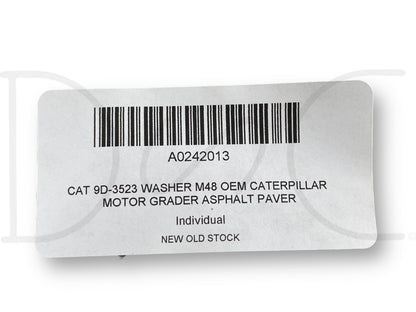 A0242013
CAT 9D-3523 WASHER M48 OEM CATERPILLAR
MOTOR GRADER ASPHALT PAVER
Individual
NEW OLD STOCK